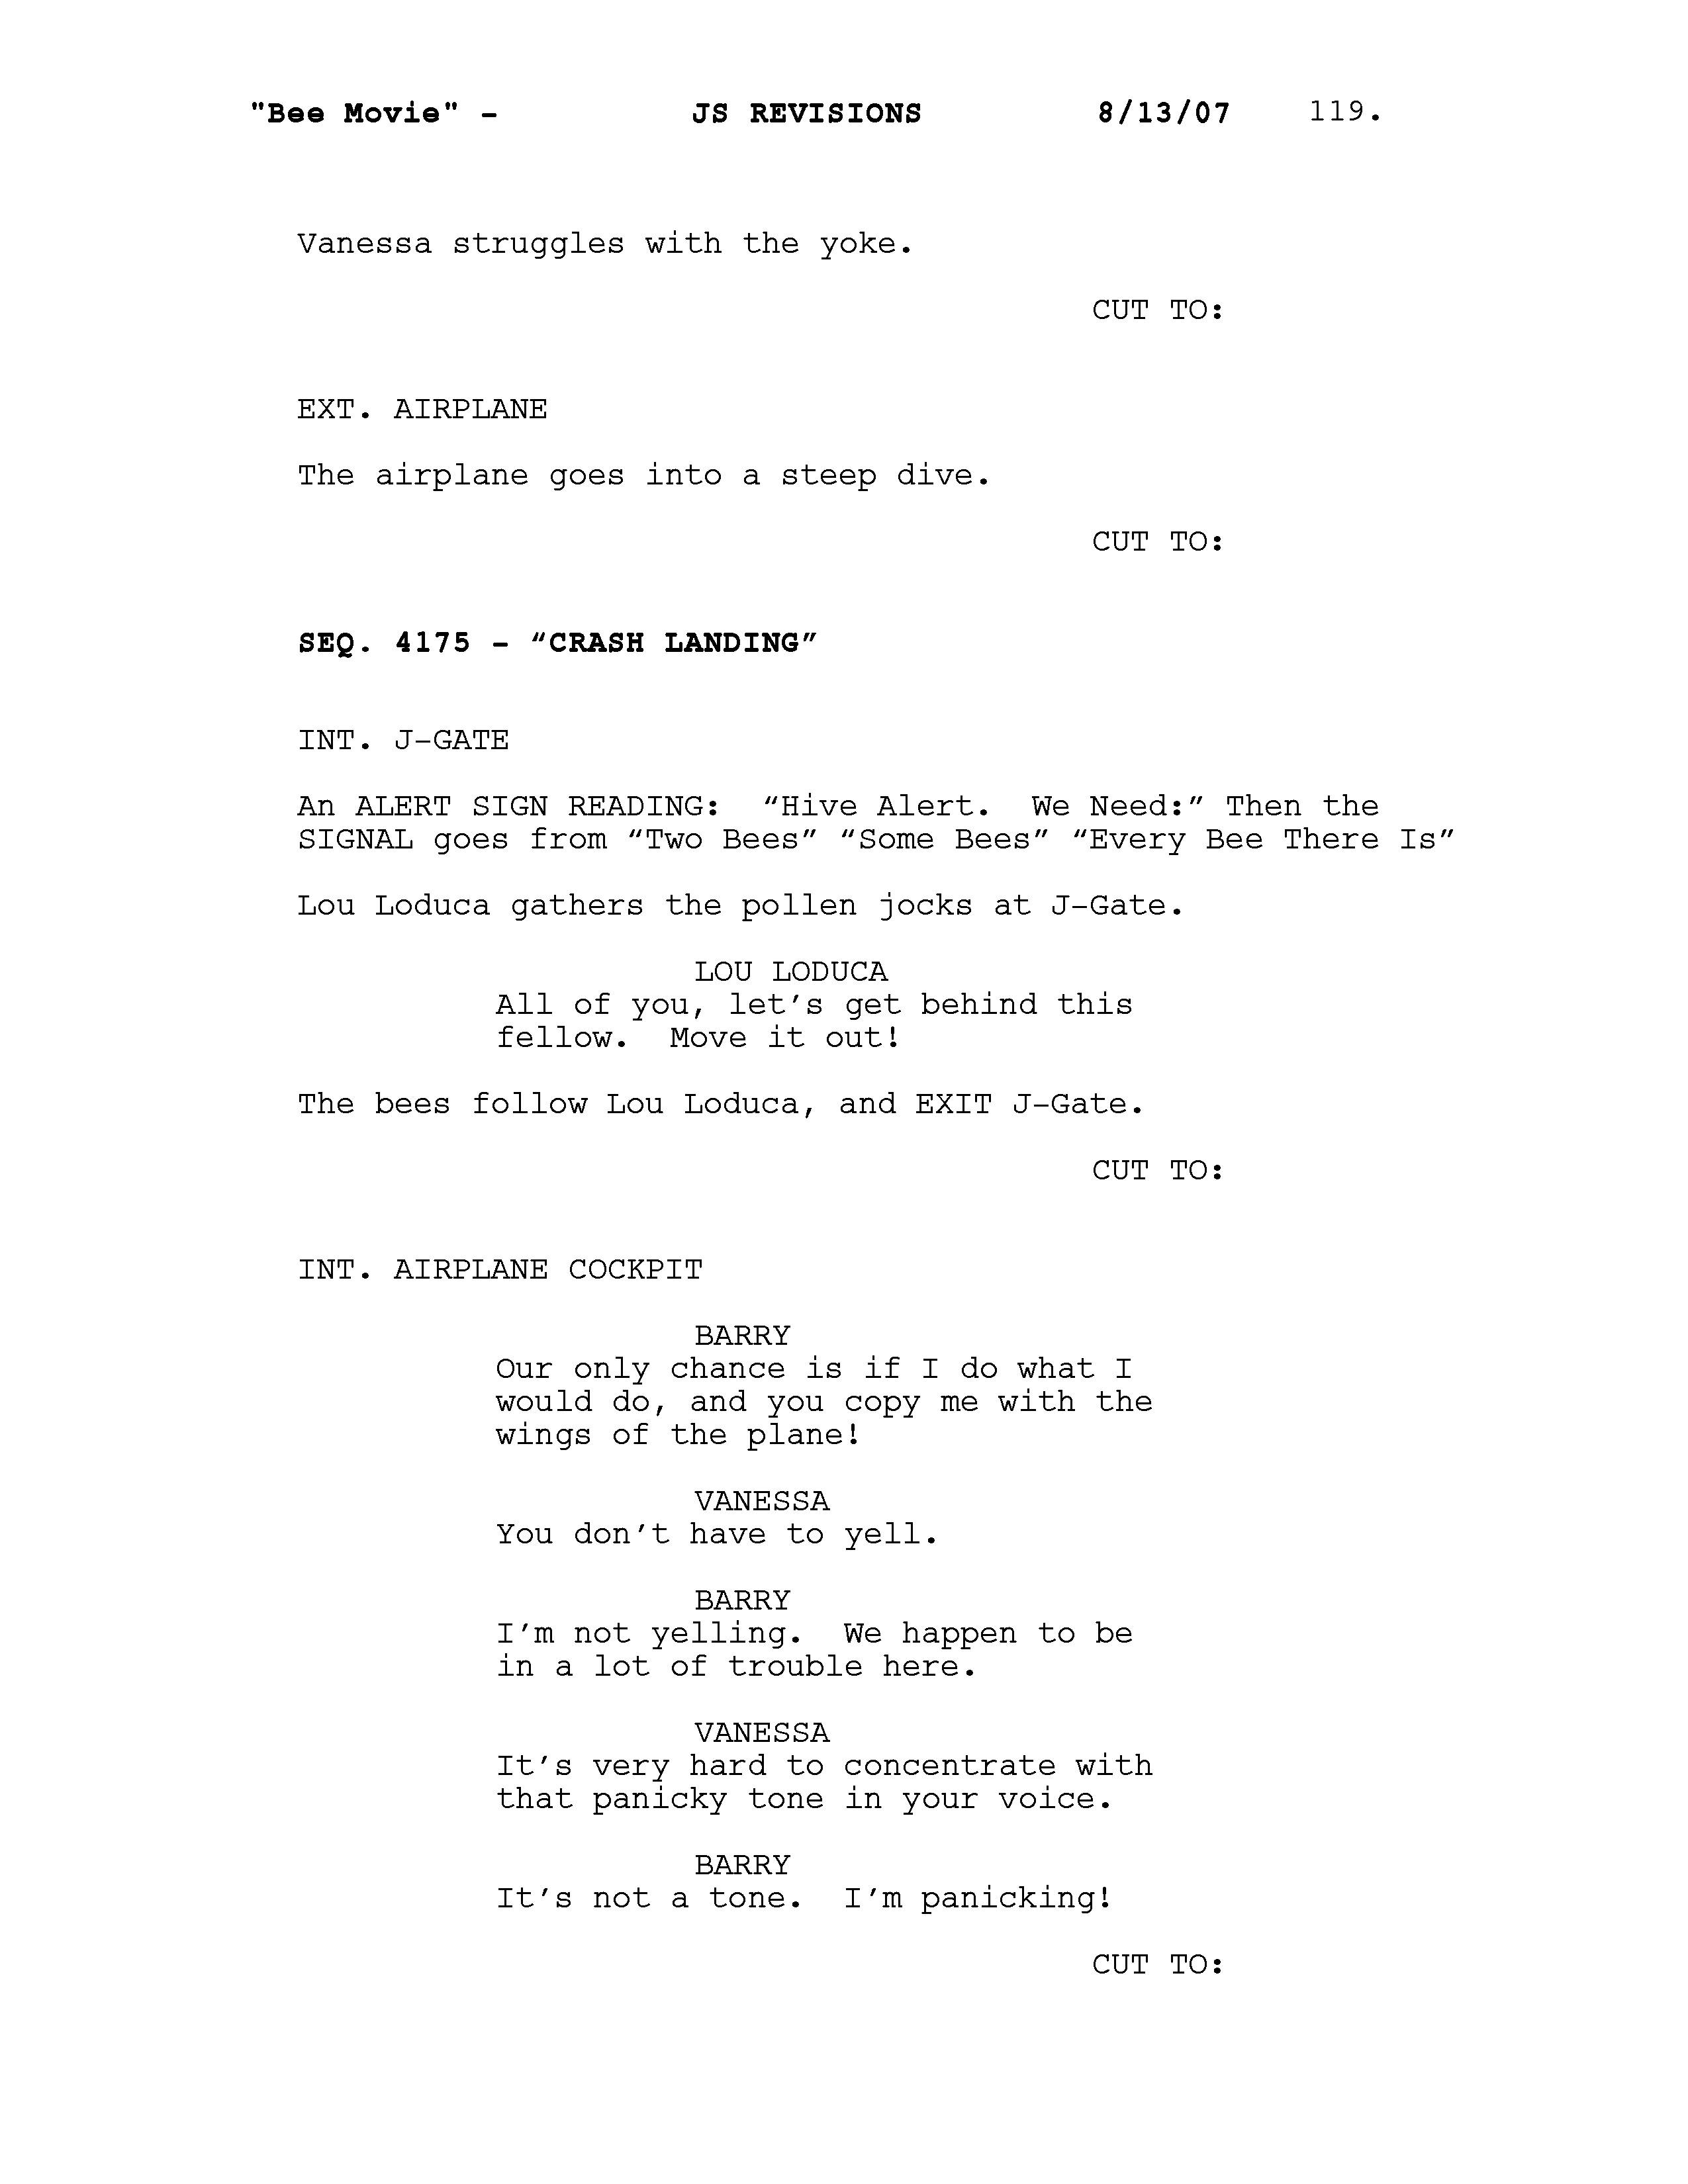 "Bee Movie" - JS REVISIONS 8/13/07 119.
Vanessa struggles with the yoke.
CUT TO:
EXT. AIRPLANE
The airplane goes into a steep dive.
CUT TO:
SEQ. 4175 - “CRASH LANDING”
INT. J-GATE
An ALERT SIGN READING:  “Hive Alert.  We Need:” Then the
SIGNAL goes from “Two Bees” “Some Bees” “Every Bee There Is”
Lou Loduca gathers the pollen jocks at J-Gate.
LOU LODUCA
All of you, let’s get behind this
fellow.  Move it out!
The bees follow Lou Loduca, and EXIT J-Gate.
CUT TO:
INT. AIRPLANE COCKPIT
BARRY
Our only chance is if I do what I
would do, and you copy me with the
wings of the plane!
VANESSA
You don’t have to yell.
BARRY
I’m not yelling.  We happen to be
in a lot of trouble here.
VANESSA
It’s very hard to concentrate with
that panicky tone in your voice.
BARRY
It’s not a tone.  I’m panicking!
CUT TO: